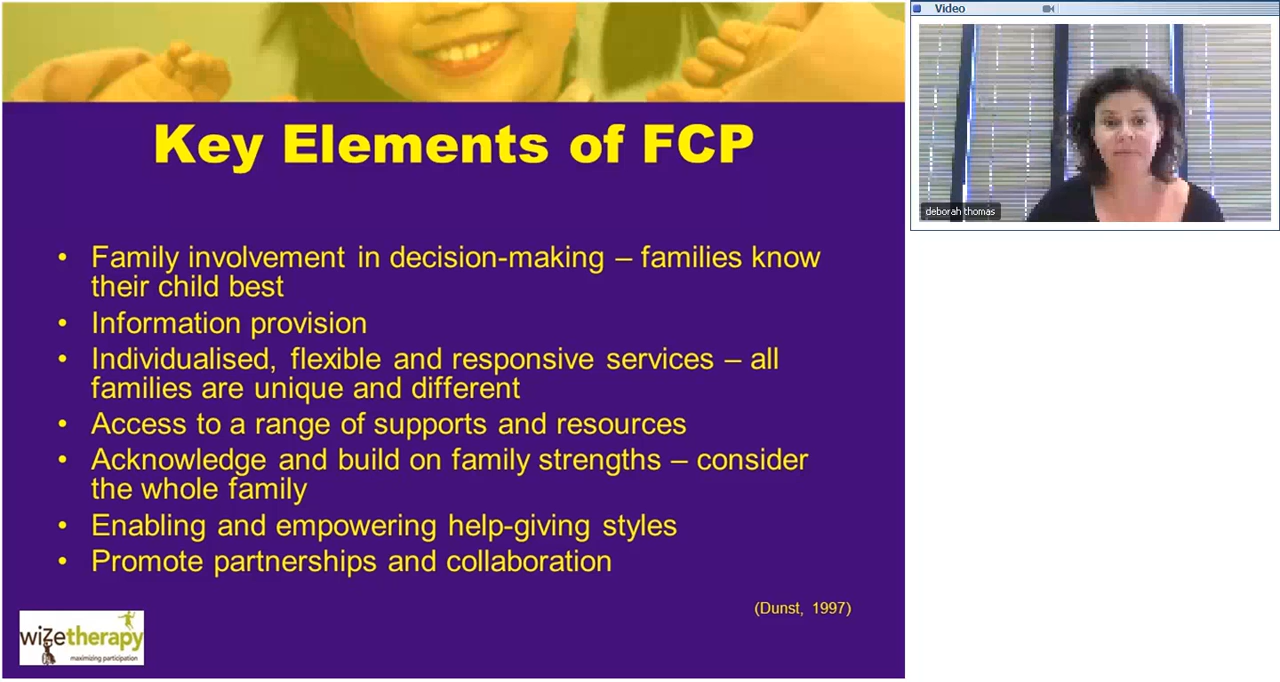 Key Elements of FCP
• Family involvement in decision-making – families know
their child best
• Information provision
• Individualised, flexible and responsive services – all
families are unique and different
• Access to a range of supports and resources
• Acknowledge and build on family strengths – consider
the whole family
• Enabling and empowering help-giving styles
• Promote partnerships and collaboration
(Dunst, 1997)
wizetherapy
maximizing participation
Video
deborah thomas